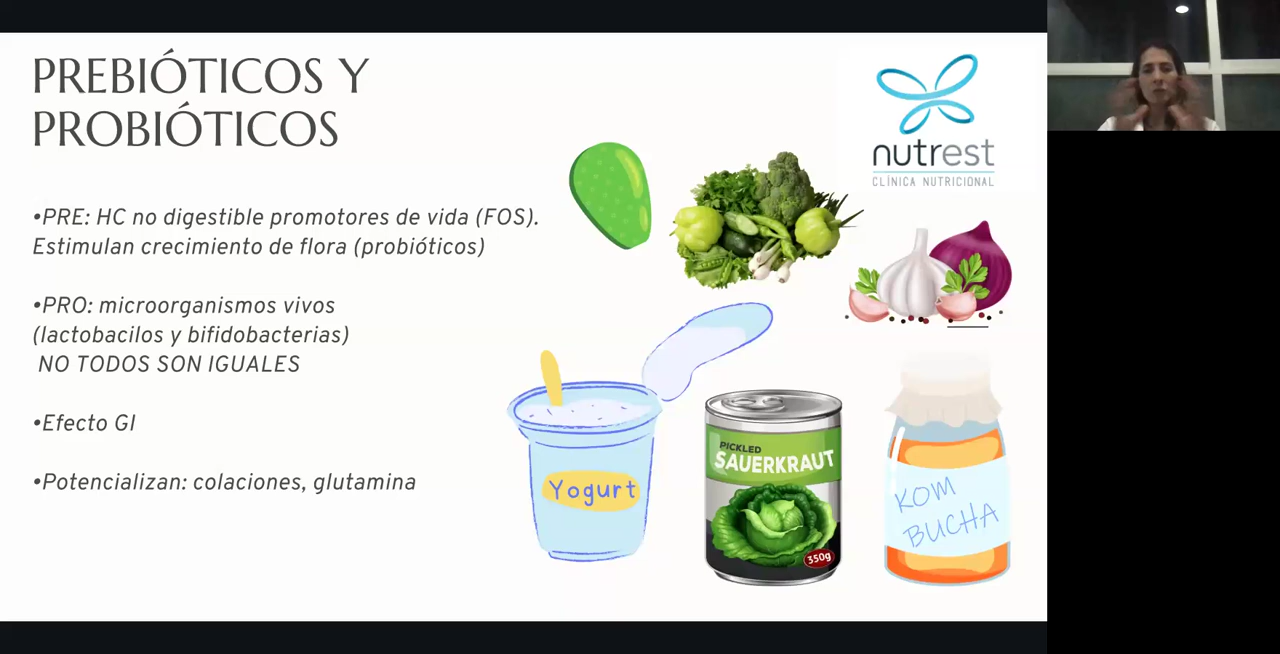 PREBIÓTICOS Y
PROBIÓTICOS
nutrest
CLÍNICA NUTRICIONAL
•PRE: HC no digestible promotores de vida (FOS).
Estimulan crecimiento de flora (probióticos)
•PRO: microorganismos vivos
(lactobacilos y bifidobacterias)
NO TODOS SON IGUALES
•Efecto GI
•Potencializan: colaciones, glutamina
Yogurt
PICKLED
SAUERKRAUT
350g
KOM
BUCHA